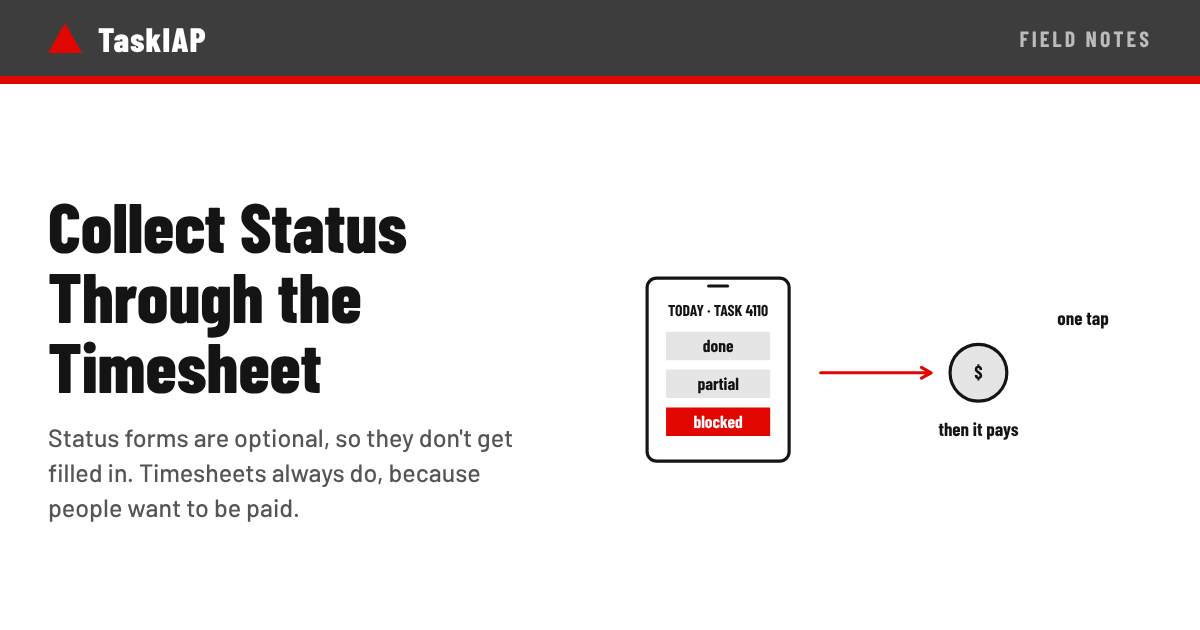 TaskIAP
FIELD NOTES
Collect Status
Through the
Timesheet
Status forms are optional, so they don't get
filled in. Timesheets always do, because
people want to be paid.
TODAY · TASK 4110
done
partial
blocked
one tap
$
then it pays